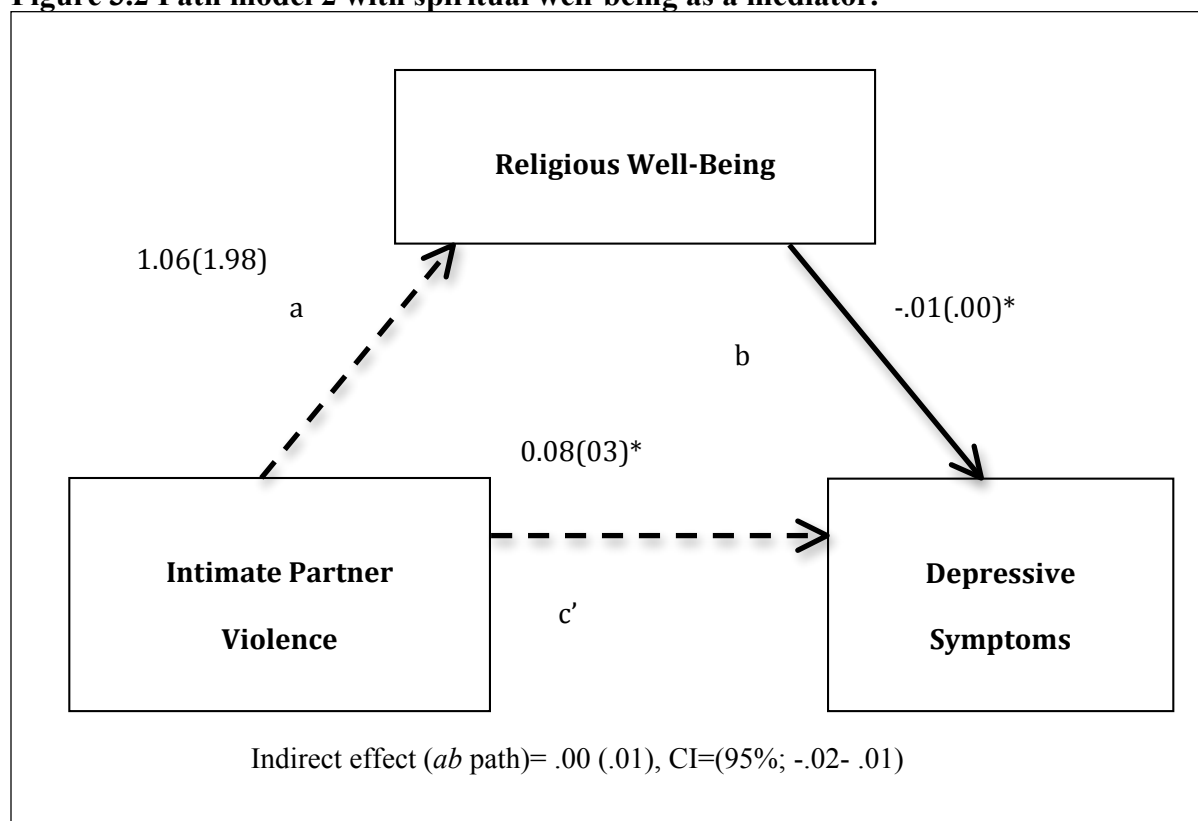 Figure 3.2 Path model 2 with spiritual well-being as a mediator.
Religious Well-Being
1.06(1.98)
a
-.01(.00)*
b
0.08(03)*
Intimate Partner
Violence
c’
Depressive
Symptoms
Indirect effect (ab path)= .00 (.01), CI=(95%; -.02- .01)